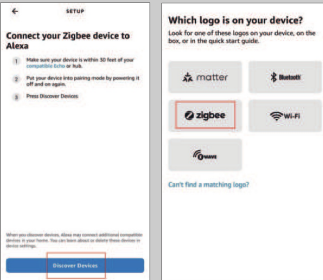 SETUP
Connect your Zigbee device to
Alexa
1 Make sure your device is within 30 feet of your
compatible Echo or hub.
2 Put your device into pairing mode by powering it
off and on again.
3 Press Discover Devices
When you discover devices, Alexa may connect additional compatible
devices in your home. You can learn about or delete these devices in
device settings.
Discover Devices
Which logo is on your device?
Look for one of these logos on your device, on the
box, or in the quick start guide.
matter
Bluetooth
zigbee
Wi-Fi
Z WAVE
Can't find a matching logo?